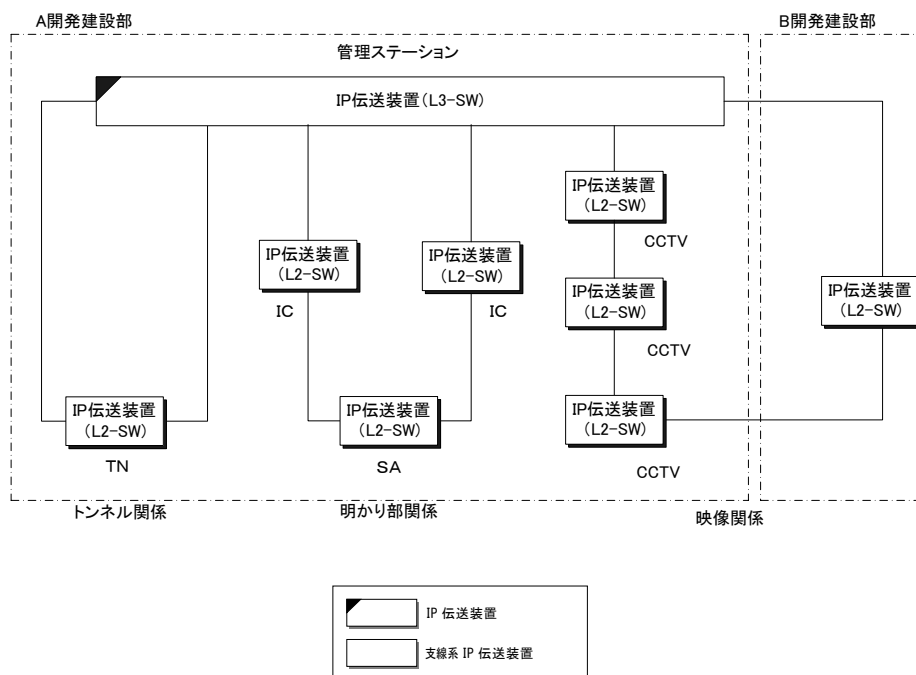 A開発建設部
B開発建設部
管理ステーション
IP伝送装置(L3-SW)
IP伝送装置
(L2-SW)
CCTV
IP伝送装置
(L2-SW)
IC
IP伝送装置
(L2-SW)
IC
IP伝送装置
(L2-SW)
CCTV
IP伝送装置
(L2-SW)
IP伝送装置
(L2-SW)
TN
IP伝送装置
(L2-SW)
SA
IP伝送装置
(L2-SW)
CCTV
トンネル関係
明かり部関係
映像関係
IP 伝送装置
支線系 IP 伝送装置